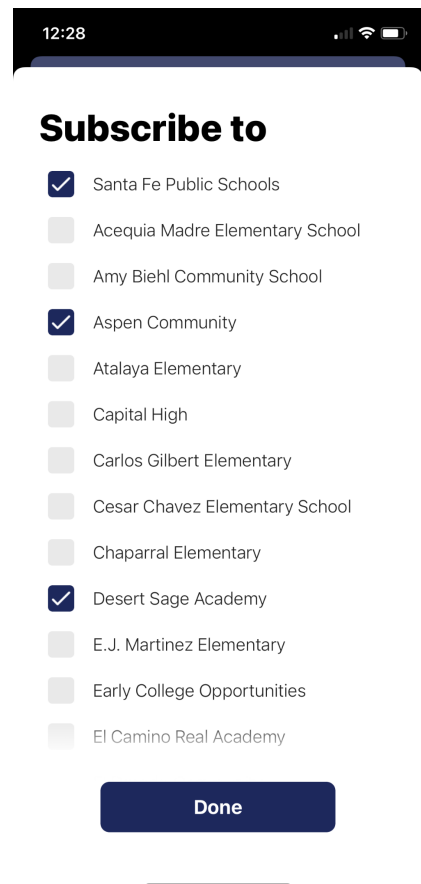 12:28
Subscribe to
Santa Fe Public Schools
Acequia Madre Elementary School
Amy Biehl Community School
Aspen Community
Atalaya Elementary
Capital High
Carlos Gilbert Elementary
Cesar Chavez Elementary School
Chaparral Elementary
Desert Sage Academy
E.J. Martinez Elementary
Early College Opportunities
El Camino Real Academy
Done